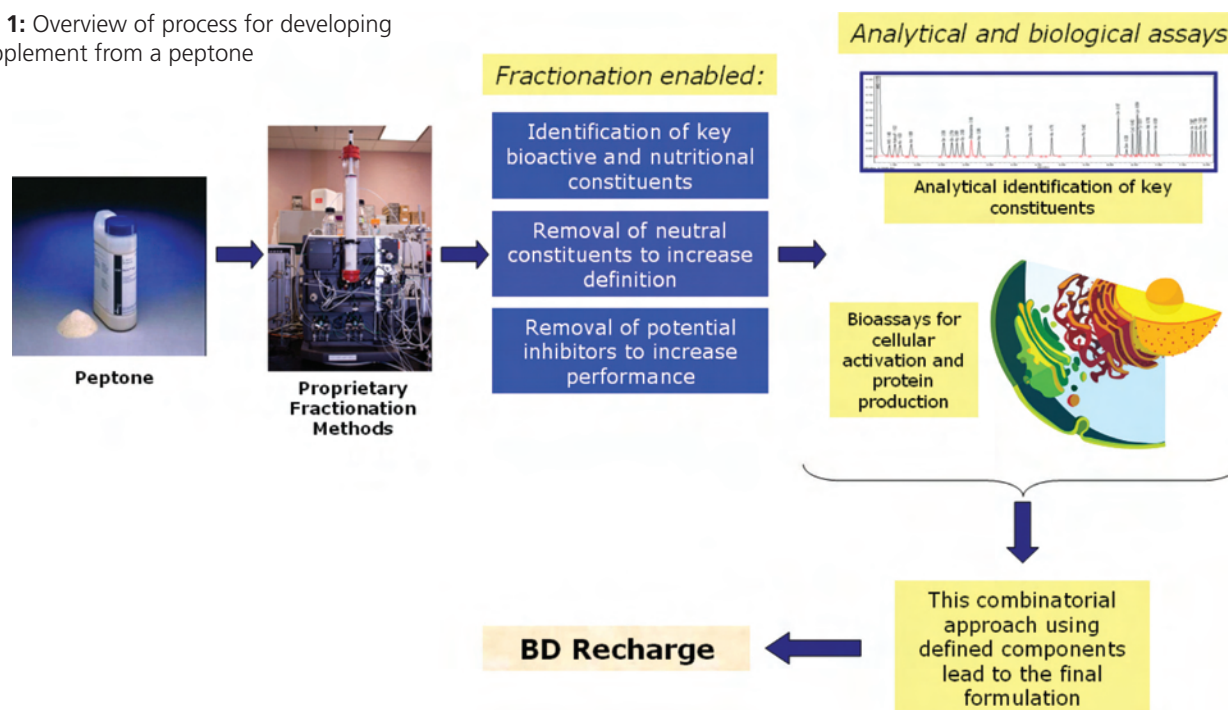 1: Overview of process for developing
plement from a peptone
Peptone
Proprietary
Fractionation
Methods
Fractionation enabled:
Identification of key
bioactive and nutritional
constituents
Removal of neutral
constituents to increase
definition
Removal of potential
inhibitors to increase
performance
Analytical and biological assays
Analytical identification of key
constituents
Bioassays for
cellular
activation and
protein
production
This combinatorial
approach using
defined components
lead to the final
formulation
BD Recharge